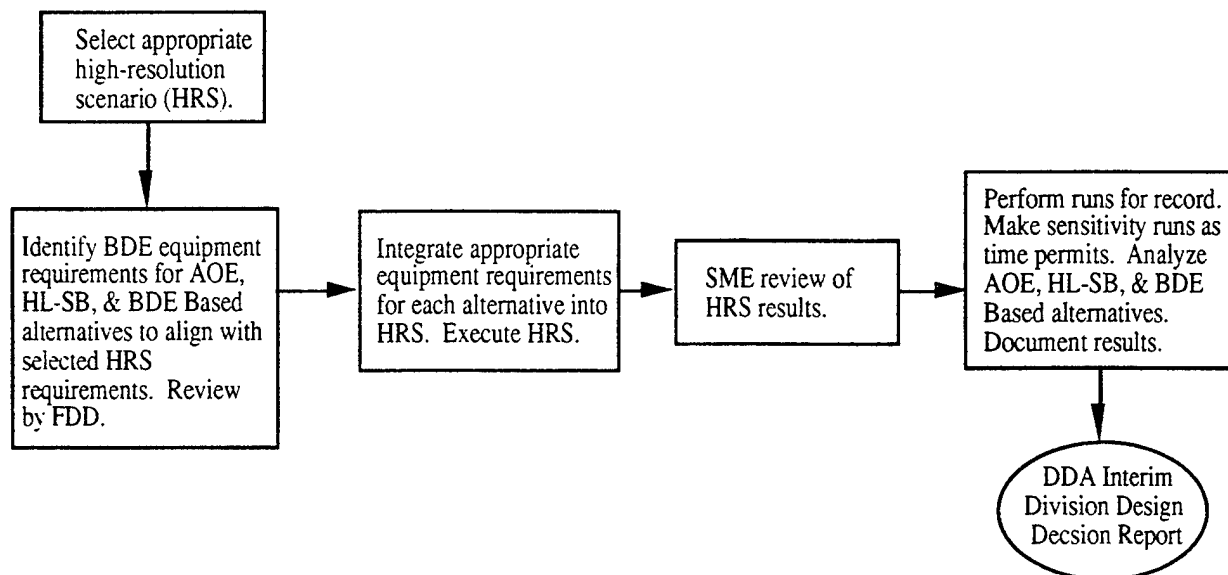 Select appropriate
high-resolution
scenario (HRS).
Identify BDE equipment
requirements for AOE,
HL-SB, & BDE Based
alternatives to align with
selected HRS
requirements. Review
by FDD.
Integrate appropriate
equipment requirements
for each alternative into
HRS. Execute HRS.
SME review of
HRS results.
Perform runs for record.
Make sensitivity runs as
time permits. Analyze
AOE, HL-SB, & BDE
Based alternatives.
Document results.
DDA Interim
Division Design
Decsion Report